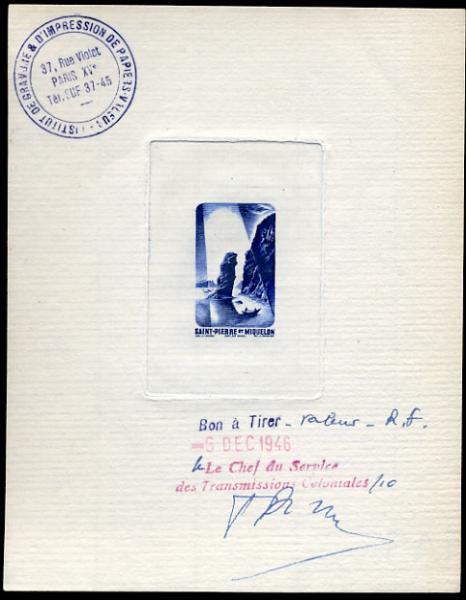 INSTITUT DE GRAVURE & D'IMPRESSION DE PAPIERS-VALEURS
37, Rue Violet
PARIS XVe
Tél. SUF 37-45
SAINT-PIERRE ET MIQUELON
Bon à Tirer - valeur - R.F.
-6 DEC 1946
Le Chef du Service
des Transmissions Coloniales